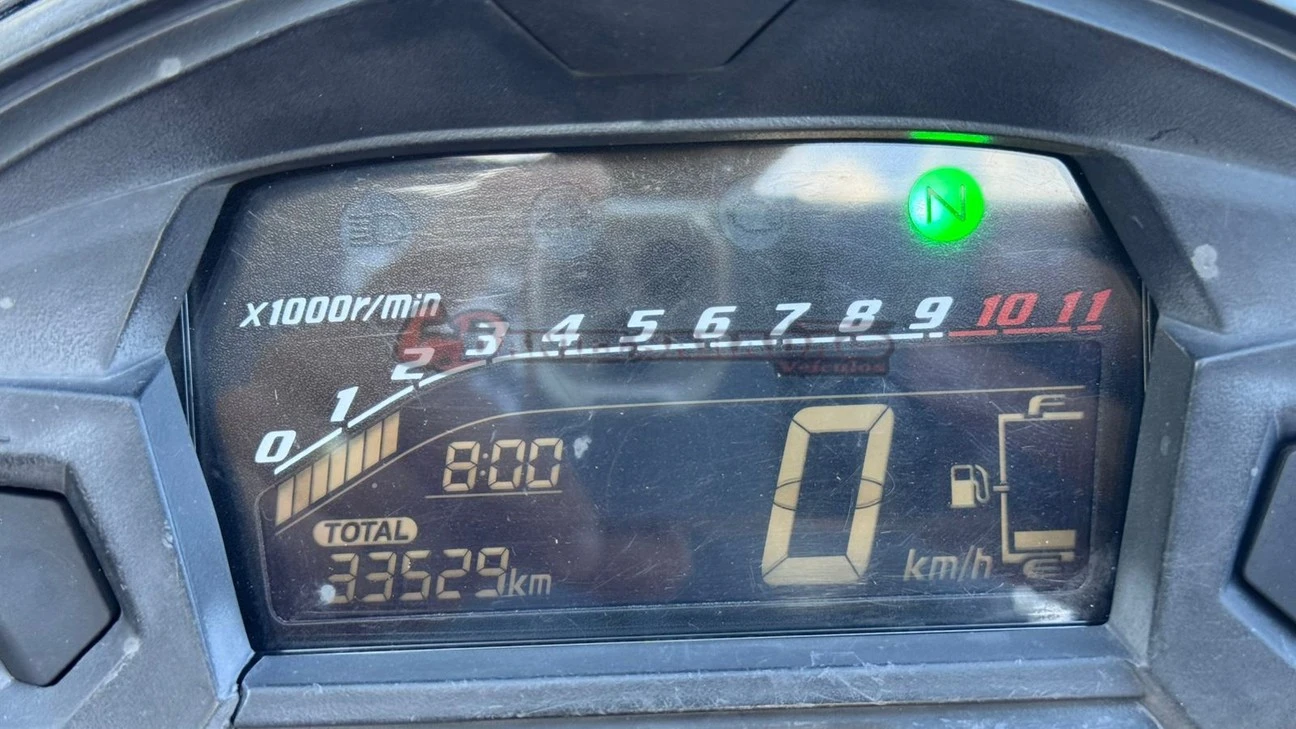 N
x1000r/min
0 1 2 3 4 5 6 7 8 9 10 11
Veículos
8:00
0
km/h
F
E
TOTAL
33529km